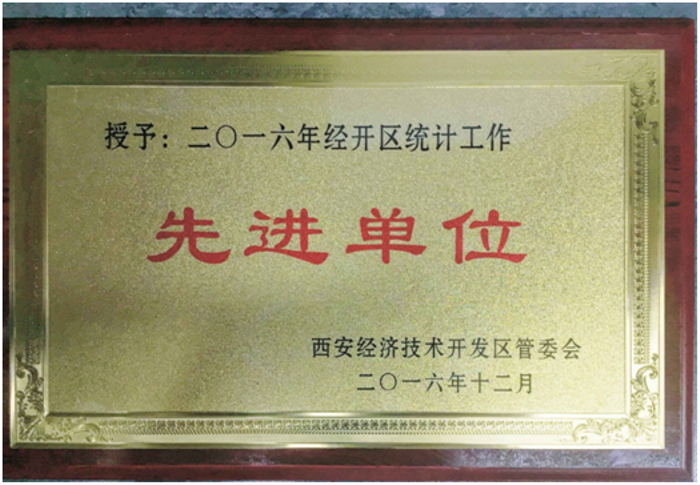 授予：二〇一六年经开区统计工作
先进单位
西安经济技术开发区管委会
二〇一六年十二月